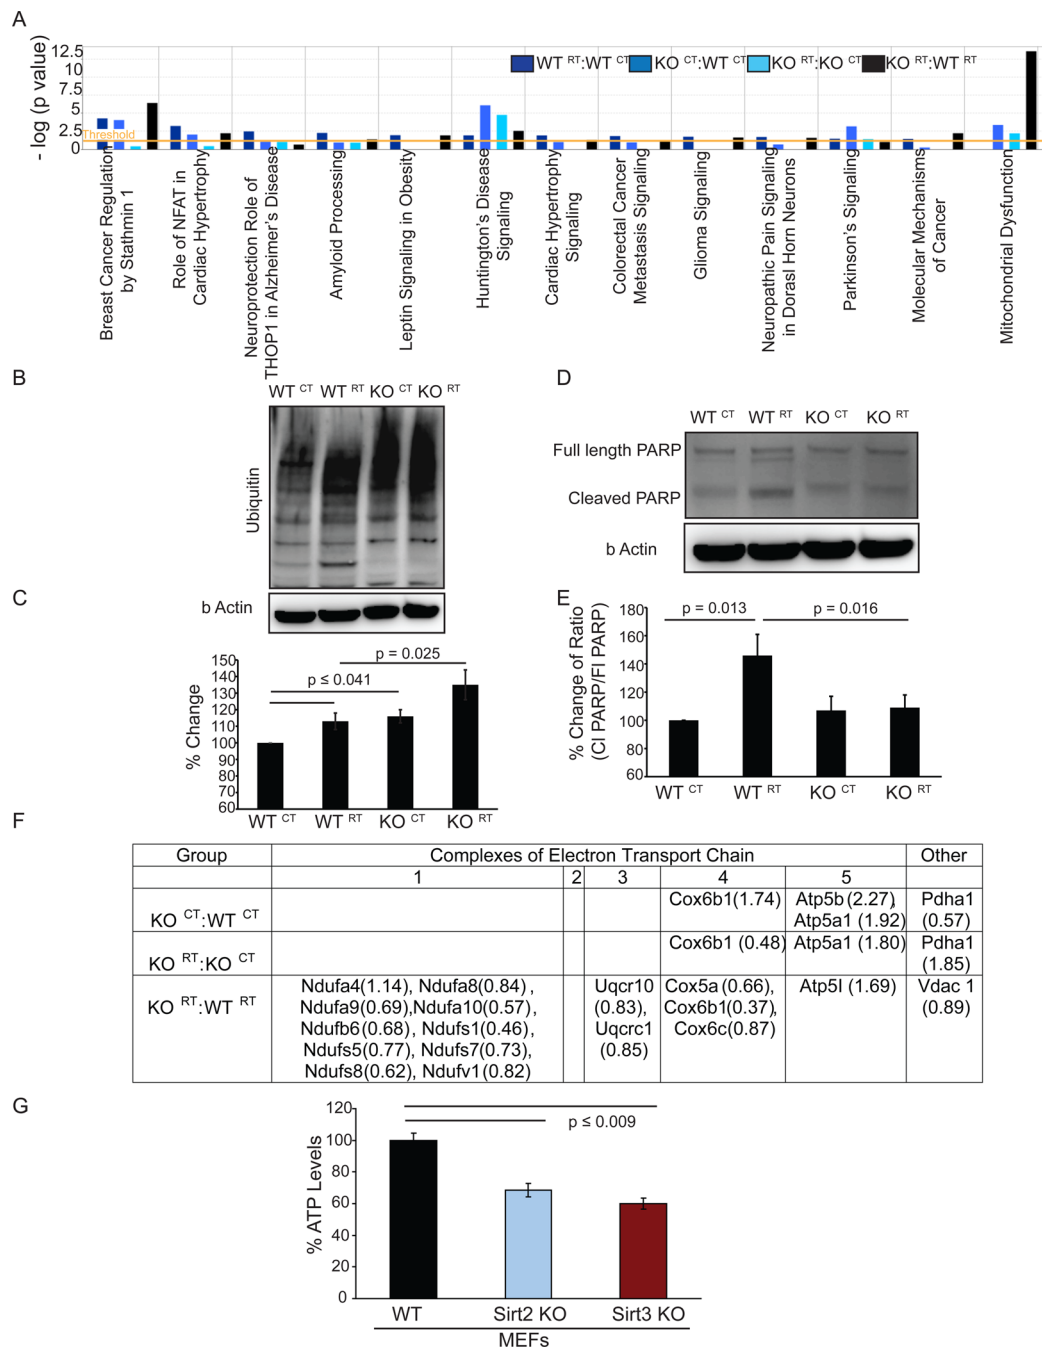 A
- log (p value)
12.5
10
7.5
5
2.5
0
Threshold
WT RT:WT CT
KO CT:WT CT
KO RT:KO CT
KO RT:WT RT
Breast Cancer Regulation
by Stathmin 1
Role of NFAT in
Cardiac Hypertrophy
Neuroprotection Role of
THOP1 in Alzheimer's Disease
Amyloid Processing
Leptin Signaling in Obesity
Huntington's Disease
Signaling
Cardiac Hypertrophy
Signaling
Colorectal Cancer
Metastasis Signaling
Glioma Signaling
Neuropathic Pain Signaling
in Dorasl Horn Neurons
Parkinson's Signaling
Molecular Mechanisms
of Cancer
Mitochondrial Dysfunction
B
WT CT WT RT KO CT KO RT
Ubiquitin
b Actin
C
% Change
150
140
130
120
110
100
90
80
70
60
p = 0.025
p ≤ 0.041
WT CT WT RT KO CT KO RT
D
WT CT WT RT KO CT KO RT
Full length PARP
Cleaved PARP
b Actin
E
% Change of Ratio
(Cl PARP/Fl PARP)
180
160
140
120
100
80
60
p = 0.013
p = 0.016
WT CT WT RT KO CT KO RT
F
Group Complexes of Electron Transport Chain Other
1 2 3 4 5
KO CT:WT CT
Cox6b1(1.74)
Atp5b (2.27),
Atp5a1 (1.92)
Pdha1
(0.57)
KO RT:KO CT
Cox6b1 (0.48)
Atp5a1 (1.80)
Pdha1
(1.85)
KO RT:WT RT
Ndufa4(1.14), Ndufa8(0.84),
Ndufa9(0.69),Ndufa10(0.57),
Ndufb6(0.68), Ndufs1(0.46),
Ndufs5(0.77), Ndufs7(0.73),
Ndufs8(0.62), Ndufv1(0.82)
Uqcr10
(0.83),
Uqcrc1
(0.85)
Cox5a(0.66),
Cox6b1(0.37),
Cox6c(0.87)
Atp5l (1.69)
Vdac 1
(0.89)
G
% ATP Levels
120
100
80
60
40
20
0
p ≤ 0.009
WT Sirt2 KO Sirt3 KO
MEFs